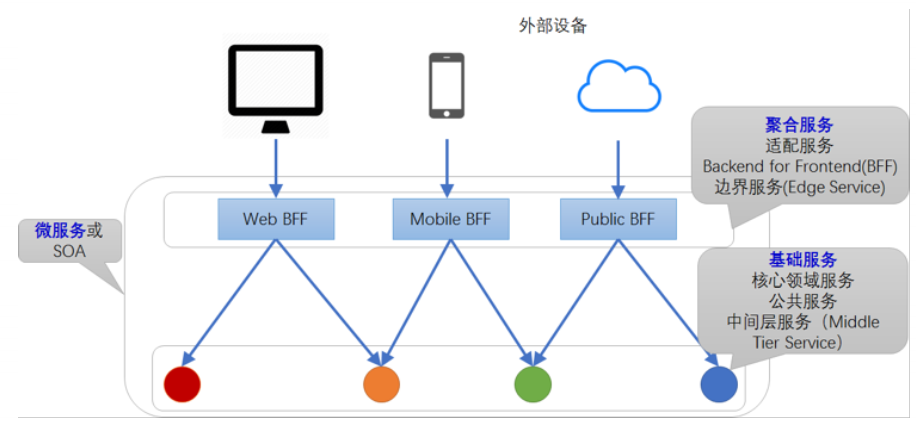 外部设备
聚合服务
适配服务
Backend for Frontend(BFF)
边界服务(Edge Service)
Web BFF
Mobile BFF
Public BFF
微服务或
SOA
基础服务
核心领域服务
公共服务
中间层服务（Middle
Tier Service）